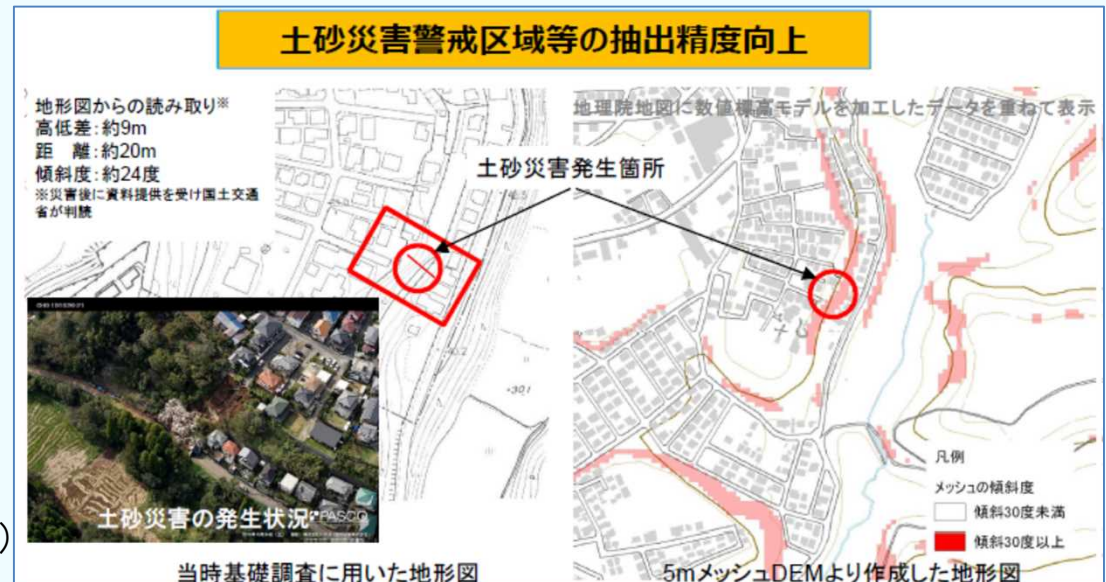 土砂災害警戒区域等の抽出精度向上
地形図からの読み取り※
高低差：約9m
距　離：約20m
傾斜度：約24度
※災害後に資料提供を受け国土交通
省が判読
地理院地図に数値標高モデルを加工したデータを重ねて表示
土砂災害発生箇所
土砂災害の発生状況
PASCO
凡例
メッシュの傾斜度
傾斜30度未満
傾斜30度以上
)
当時基礎調査に用いた地形図
5mメッシュDEMより作成した地形図